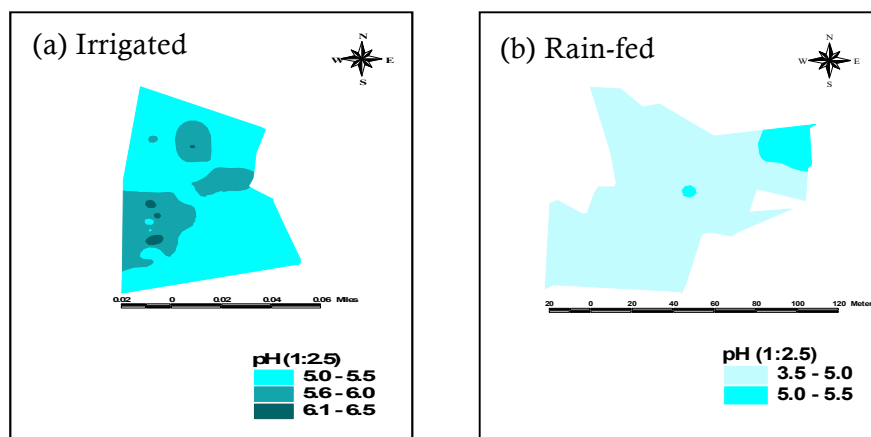 (a) Irrigated
N
W E
S
0.02 0 0.02 0.04 0.06 Miles
pH (1:2.5)
5.0 - 5.5
5.6 - 6.0
6.1 - 6.5
(b) Rain-fed
N
W E
S
20 0 20 40 60 80 100 120 Meter
pH (1:2.5)
3.5 - 5.0
5.0 - 5.5